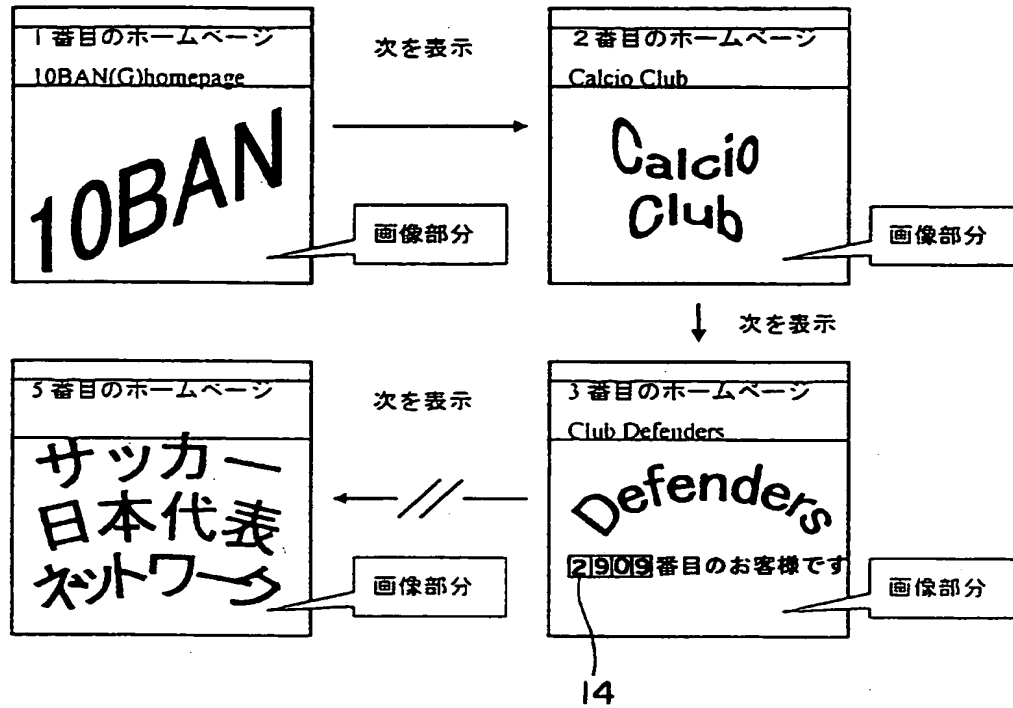 1番目のホームページ
10BAN(G)homepage
10BAN
画像部分
次を表示
2番目のホームページ
Calcio Club
Calcio
Club
画像部分
次を表示
3番目のホームページ
Club Defenders
Defenders
2909番目のお客様です
画像部分
14
次を表示
5番目のホームページ
サッカー
日本代表
ネットワーク
画像部分